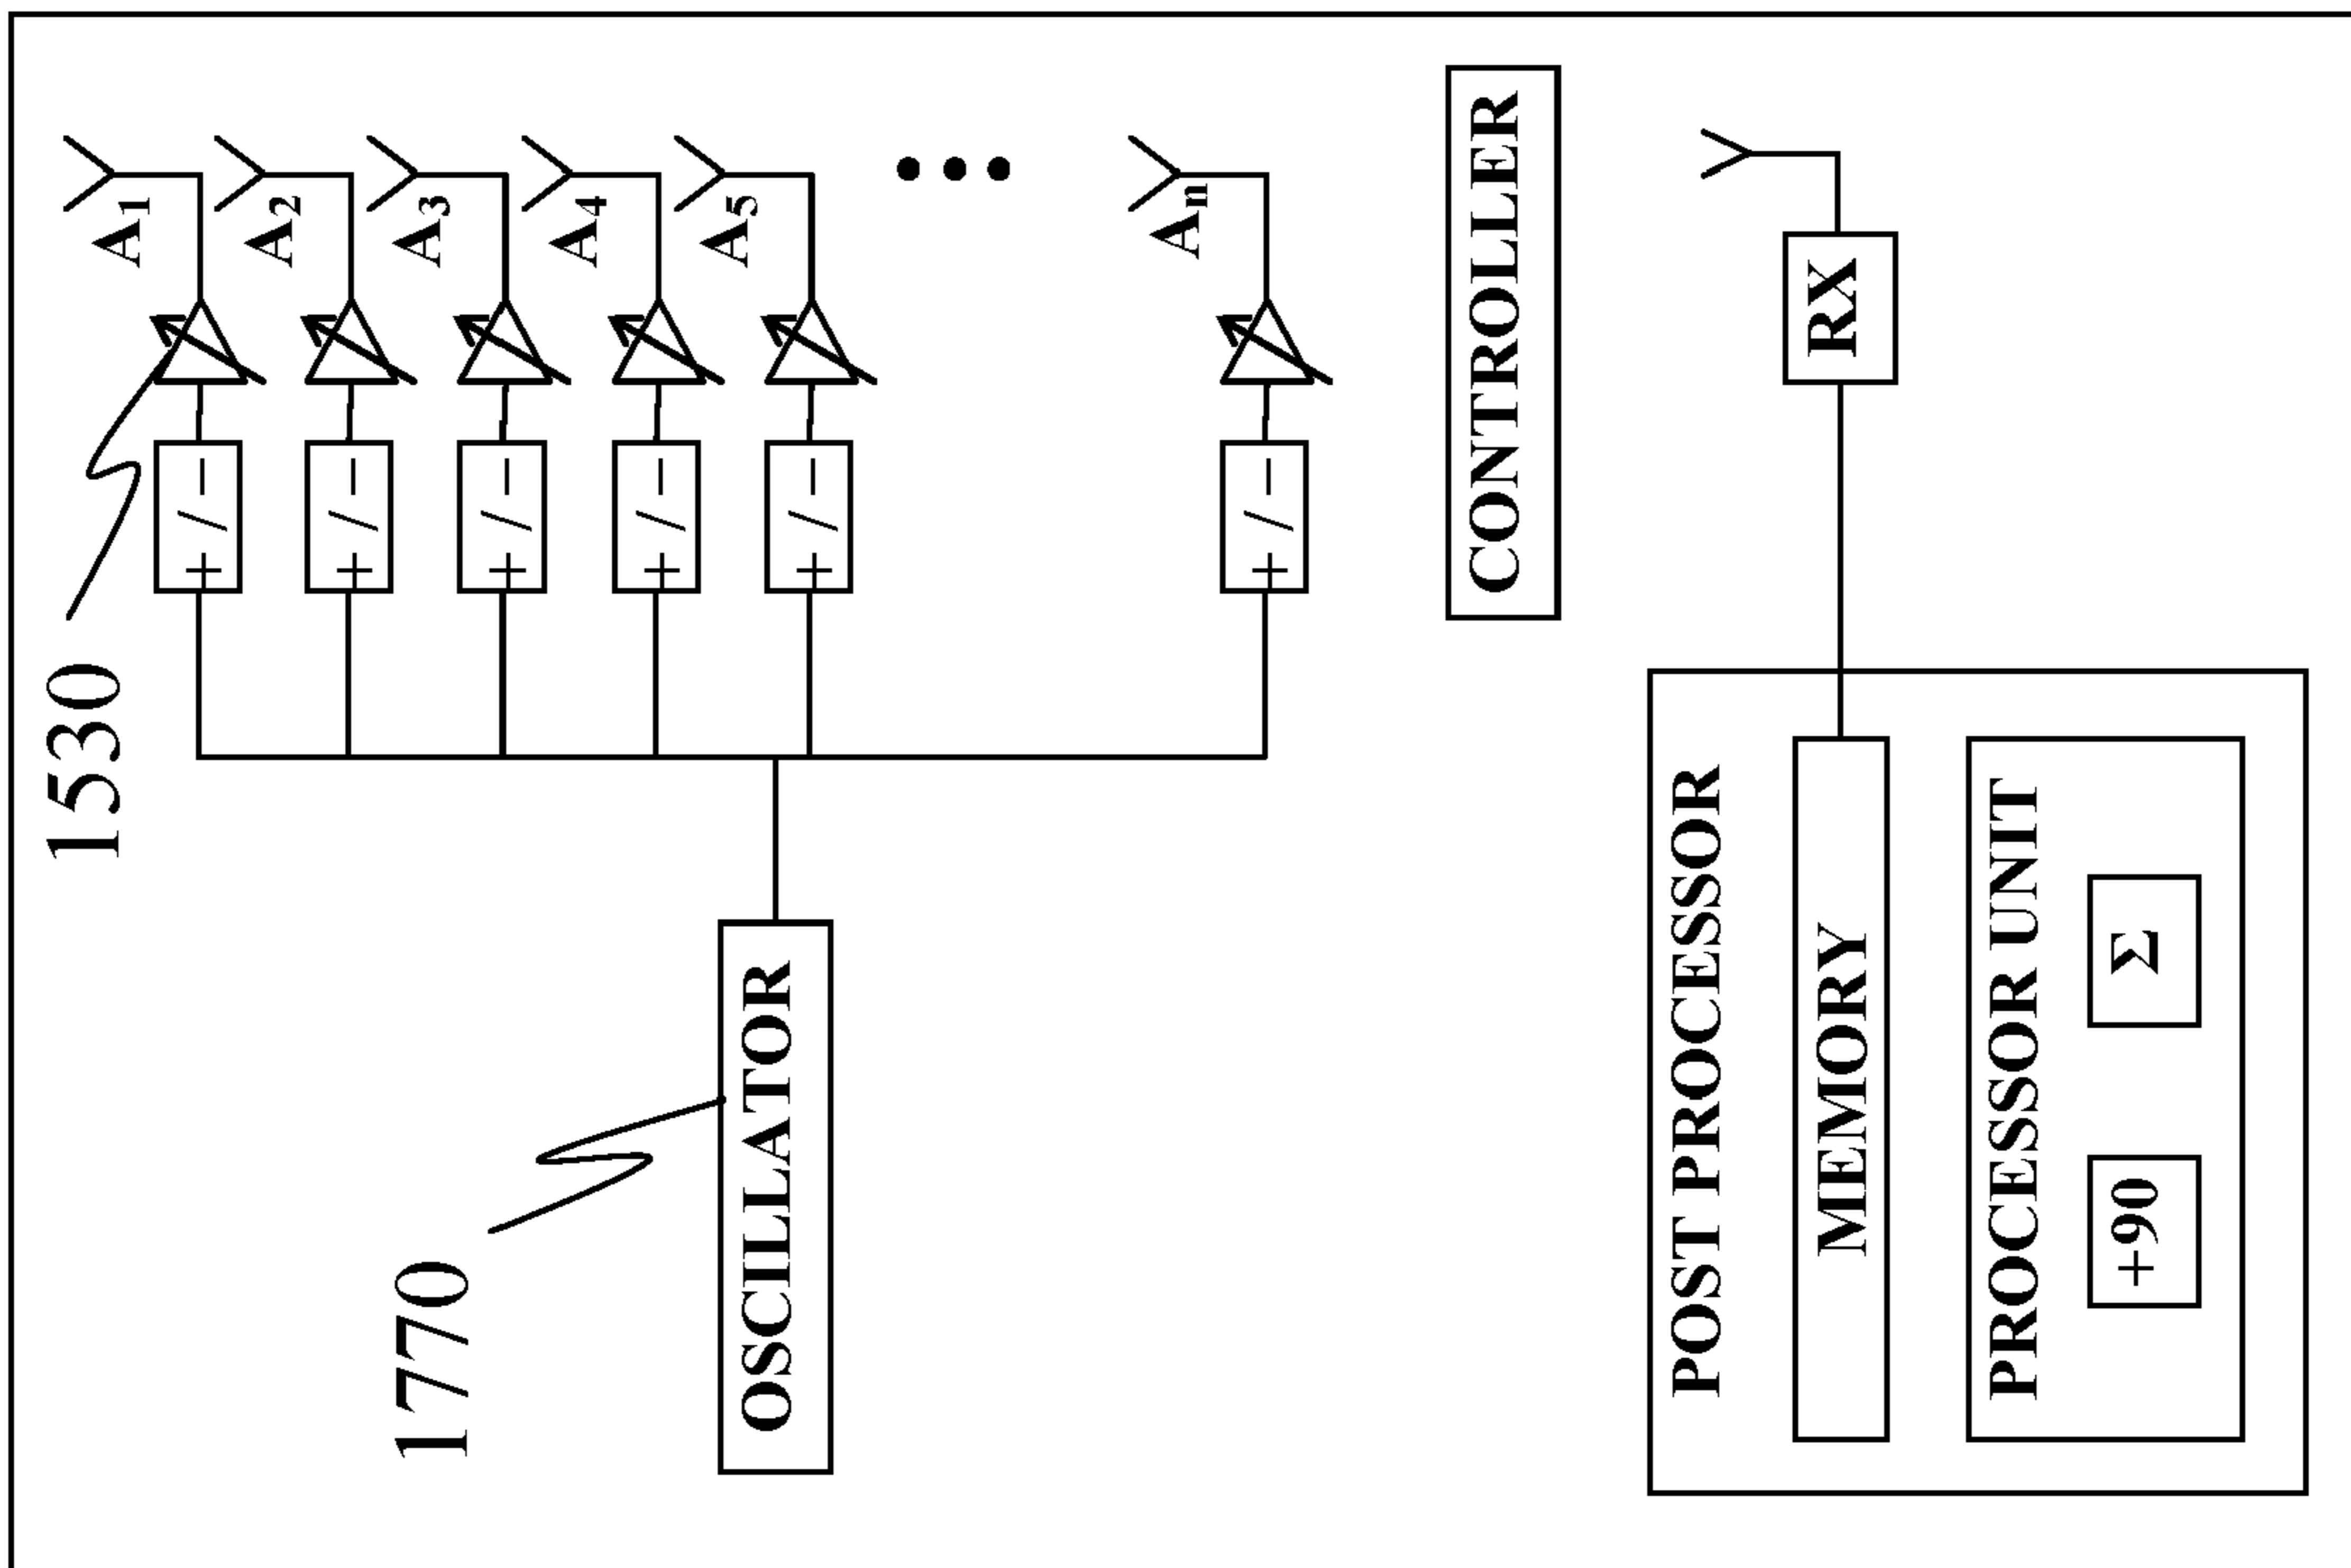 1530
+ / −
A1
+ / −
A2
+ / −
A3
+ / −
A4
+ / −
A5
•••
+ / −
An
1770
OSCILLATOR
CONTROLLER
RX
POST PROCESSOR
MEMORY
PROCESSOR UNIT
+90
Σ